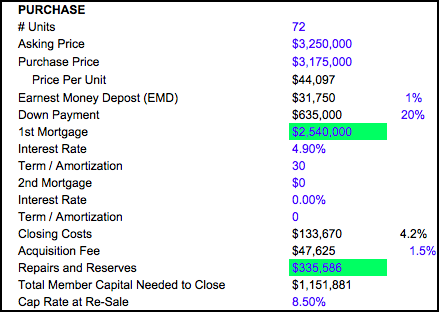 PURCHASE
# Units 72
Asking Price $3,250,000
Purchase Price $3,175,000
Price Per Unit $44,097
Earnest Money Depost (EMD) $31,750 1%
Down Payment $635,000 20%
1st Mortgage $2,540,000
Interest Rate 4.90%
Term / Amortization 30
2nd Mortgage $0
Interest Rate 0.00%
Term / Amortization 0
Closing Costs $133,670 4.2%
Acquisition Fee $47,625 1.5%
Repairs and Reserves $335,586
Total Member Capital Needed to Close $1,151,881
Cap Rate at Re-Sale 8.50%